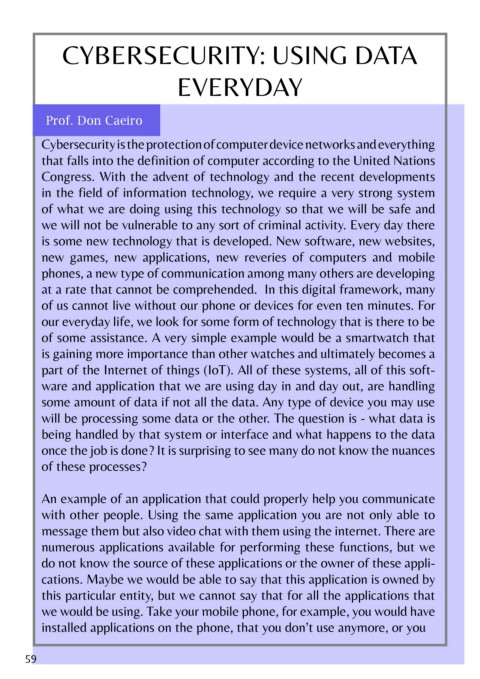 CYBERSECURITY: USING DATA
EVERYDAY
Prof. Don Caeiro
Cybersecurity is the protection of computer device networks and everything
that falls into the definition of computer according to the United Nations
Congress. With the advent of technology and the recent developments
in the field of information technology, we require a very strong system
of what we are doing using this technology so that we will be safe and
we will not be vulnerable to any sort of criminal activity. Every day there
is some new technology that is developed. New software, new websites,
new games, new applications, new reveries of computers and mobile
phones, a new type of communication among many others are developing
at a rate that cannot be comprehended. In this digital framework, many
of us cannot live without our phone or devices for even ten minutes. For
our everyday life, we look for some form of technology that is there to be
of some assistance. A very simple example would be a smartwatch that
is gaining more importance than other watches and ultimately becomes a
part of the Internet of things (IoT). All of these systems, all of this soft-
ware and application that we are using day in and day out, are handling
some amount of data if not all the data. Any type of device you may use
will be processing some data or the other. The question is - what data is
being handled by that system or interface and what happens to the data
once the job is done? It is surprising to see many do not know the nuances
of these processes?
An example of an application that could properly help you communicate
with other people. Using the same application you are not only able to
message them but also video chat with them using the internet. There are
numerous applications available for performing these functions, but we
do not know the source of these applications or the owner of these appli-
cations. Maybe we would be able to say that this application is owned by
this particular entity, but we cannot say that for all the applications that
we would be using. Take your mobile phone, for example, you would have
installed applications on the phone, that you don't use anymore, or you
59